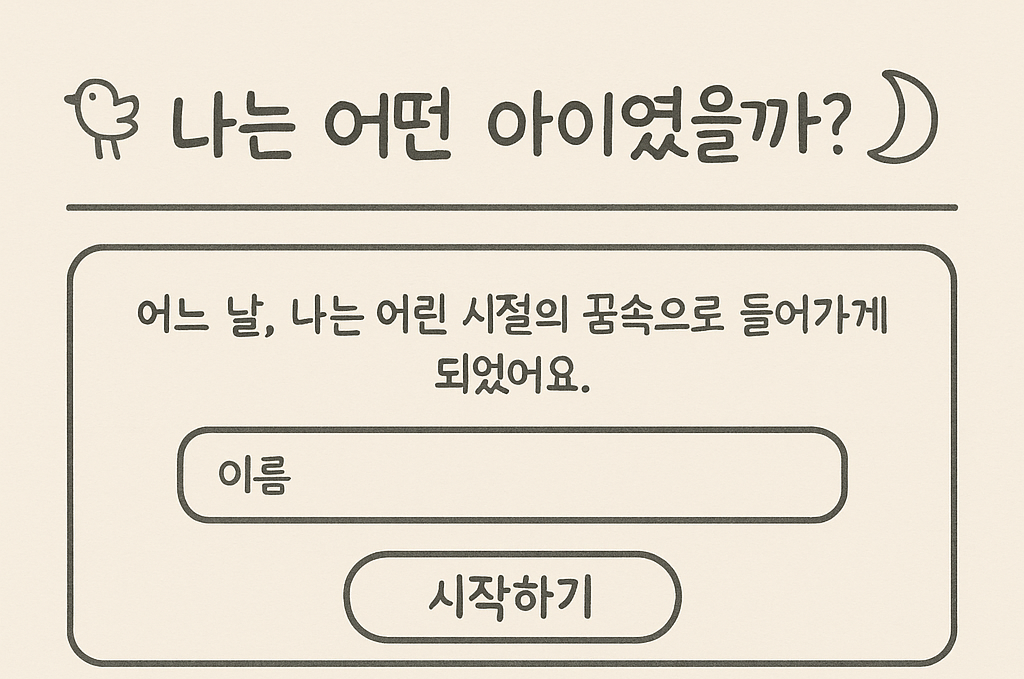 나는 어떤 아이였을까?
어느 날, 나는 어린 시절의 꿈속으로 들어가게
되었어요.
이름
시작하기